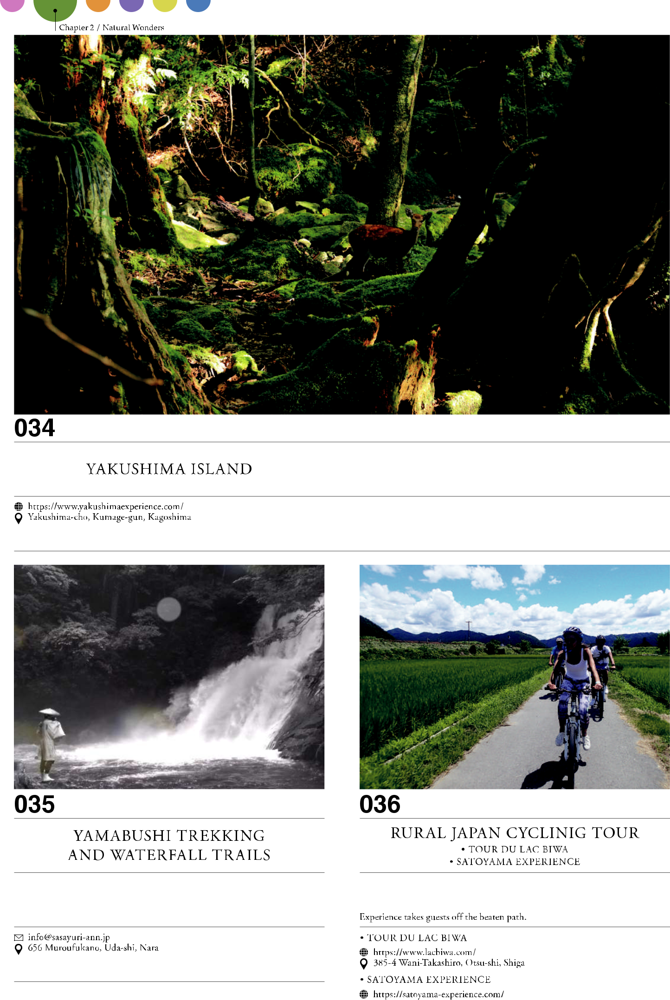 Chapter 2 / Natural Wonders
034
YAKUSHIMA ISLAND
https://www.yakushimaexperience.com/
Yakushima-cho, Kumage-gun, Kagoshima
035
YAMABUSHI TREKKING
AND WATERFALL TRAILS
info@sasayuri-ann.jp
656 Muroufukano, Uda-shi, Nara
036
RURAL JAPAN CYCLINIG TOUR
• TOUR DU LAC BIWA
• SATOYAMA EXPERIENCE
Experience takes guests off the beaten path.
• TOUR DU LAC BIWA
https://www.lacbiwa.com/
385-4 Wani-Takashiro, Otsu-shi, Shiga
• SATOYAMA EXPERIENCE
https://satoyama-experience.com/